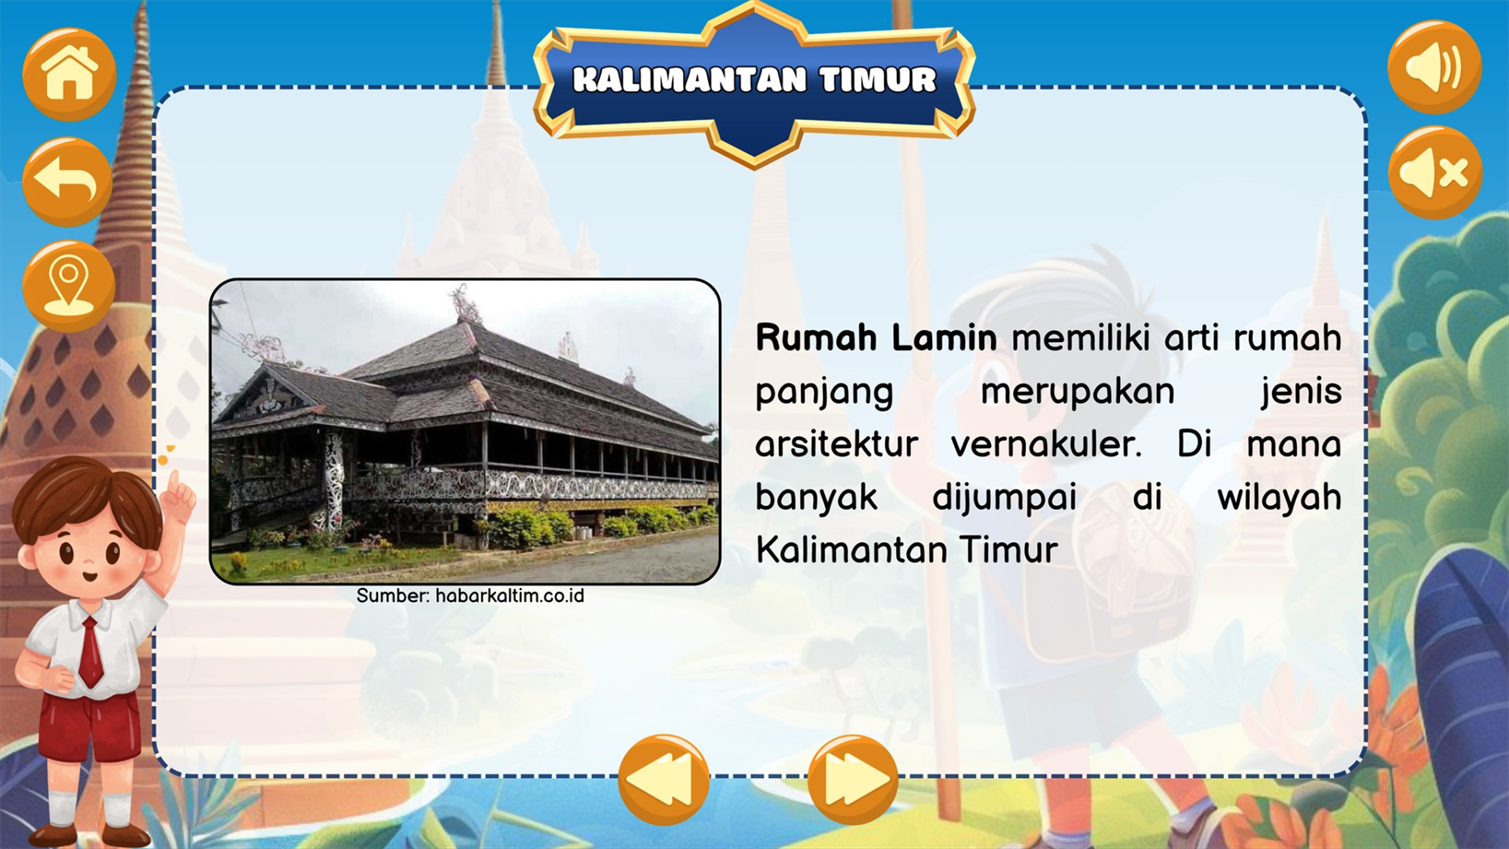 KALIMANTAN TIMUR
Rumah Lamin memiliki arti rumah
panjang merupakan jenis
arsitektur vernakuler. Di mana
banyak dijumpai di wilayah
Kalimantan Timur
Sumber: habarkaltim.co.id